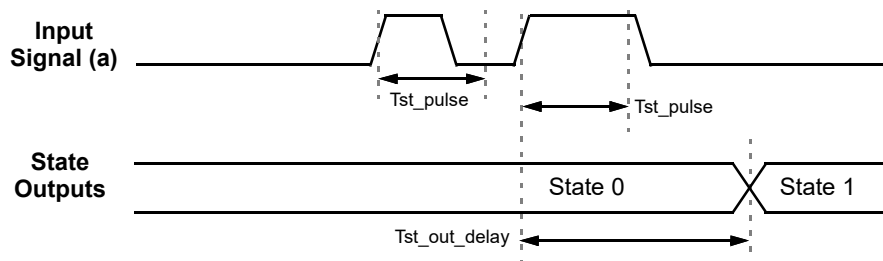 Input
Signal (a)
Tst_pulse
Tst_pulse
State
Outputs
State 0
State 1
Tst_out_delay